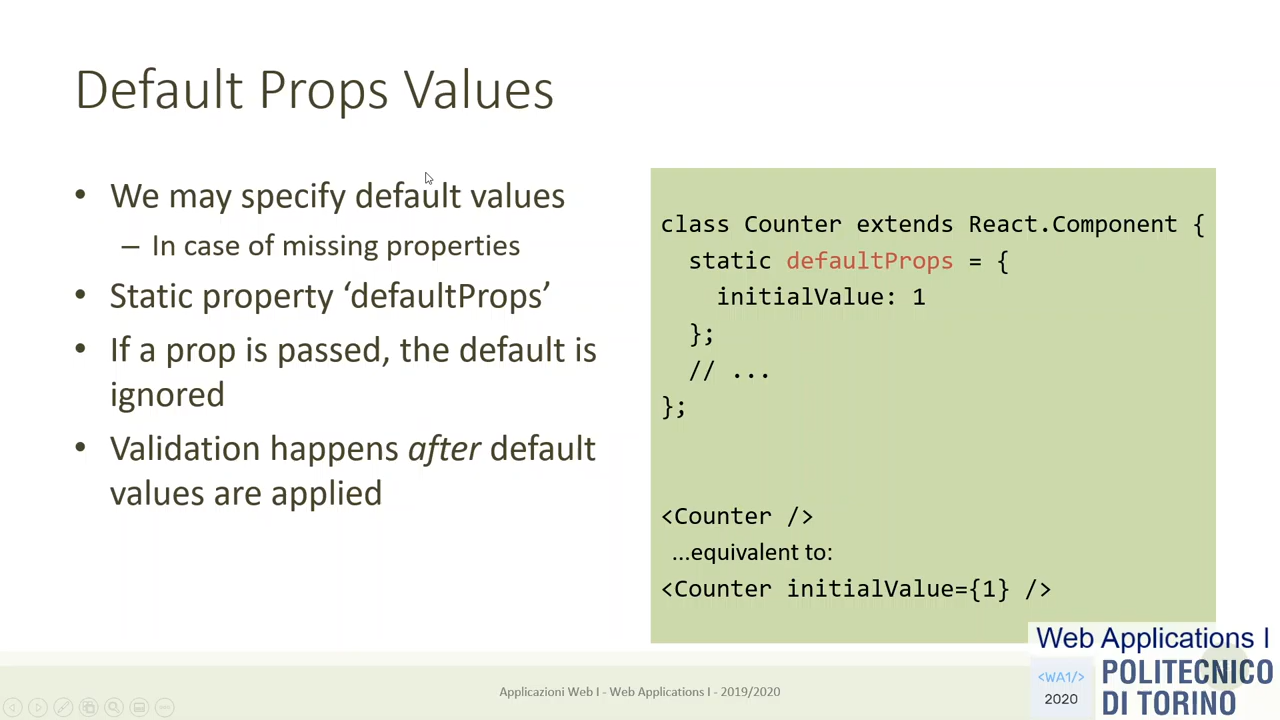 Default Props Values
• We may specify default values
– In case of missing properties
• Static property ‘defaultProps’
• If a prop is passed, the default is
ignored
• Validation happens after default
values are applied
class Counter extends React.Component {
static defaultProps = {
initialValue: 1
};
// ...
};
<Counter />
…equivalent to:
<Counter initialValue={1} />
Applicazioni Web I - Web Applications I - 2019/2020
Web Applications I
<WA1/>
2020
POLITECNICO
DI TORINO